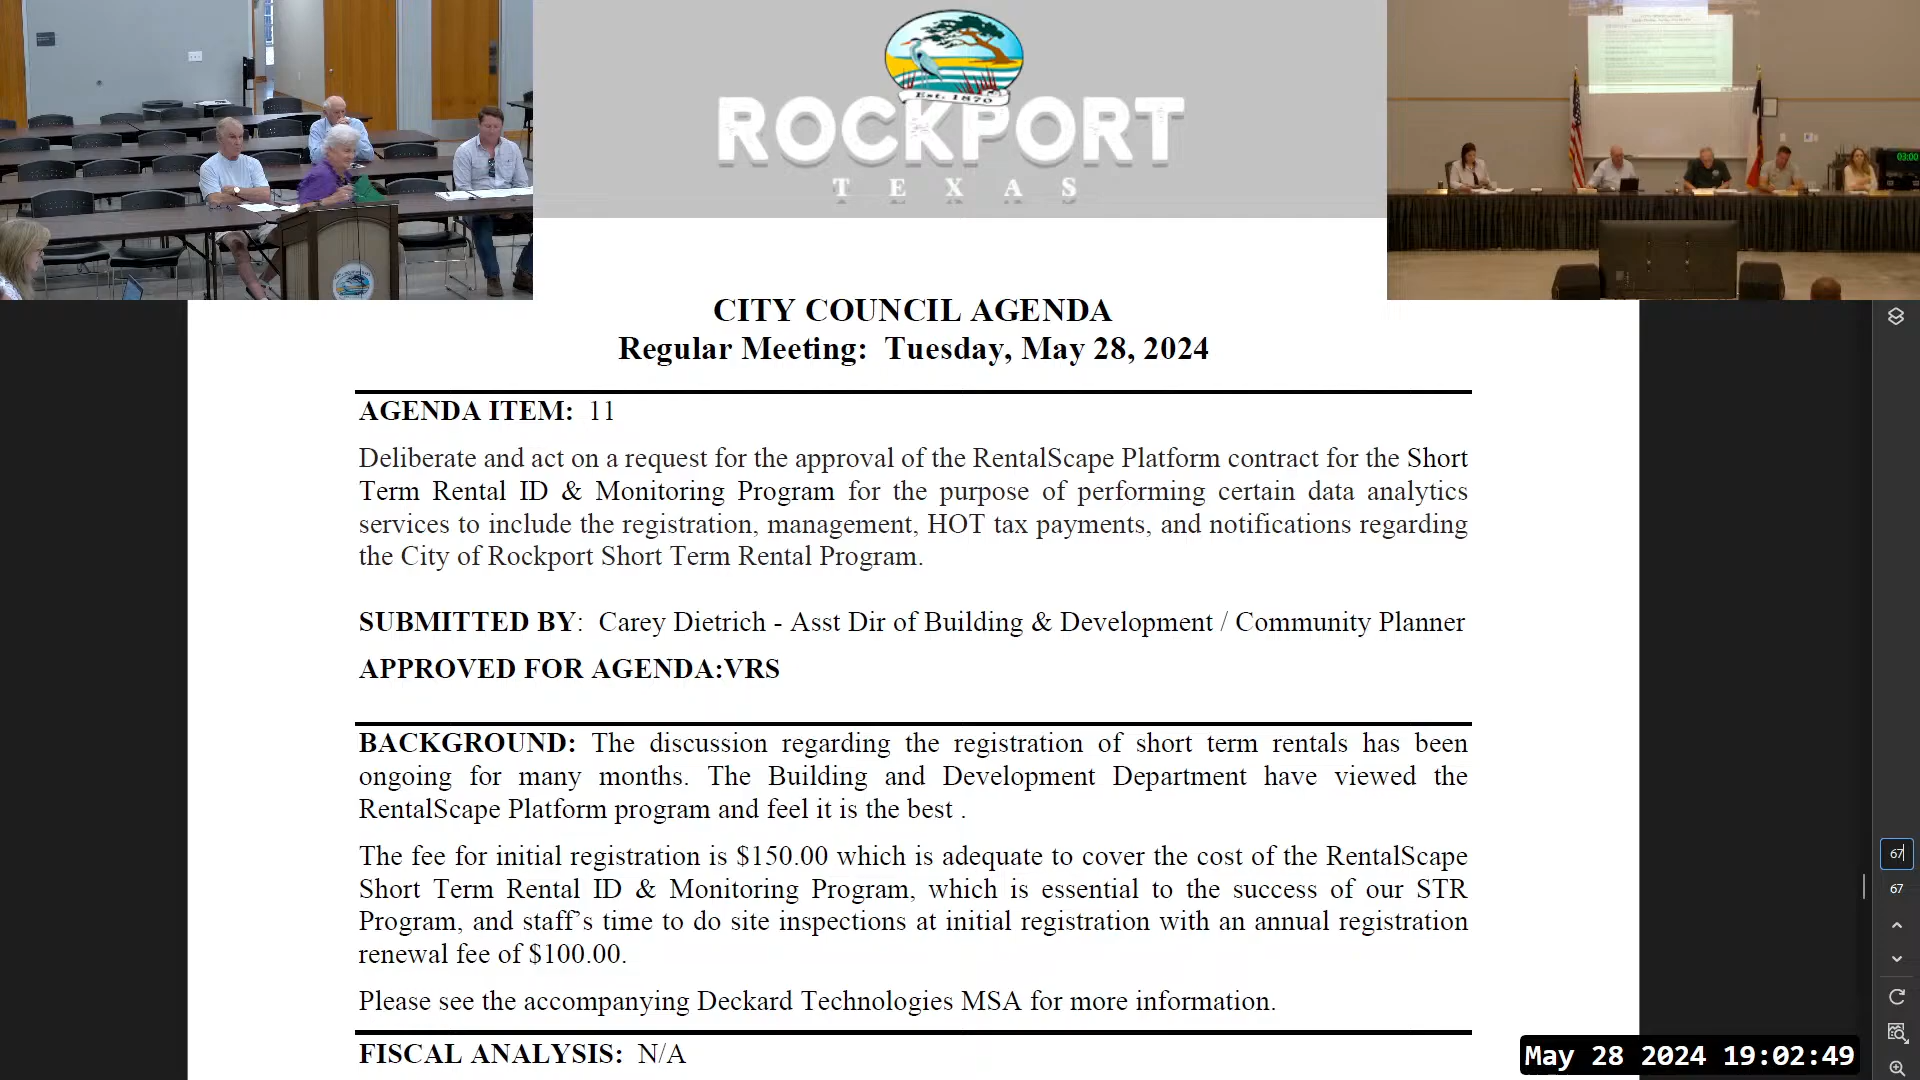 Est. 1870
ROCKPORT
TEXAS
03:00
CITY COUNCIL AGENDA
Regular Meeting: Tuesday, May 28, 2024
AGENDA ITEM: 11
Deliberate and act on a request for the approval of the RentalScape Platform contract for the Short
Term Rental ID & Monitoring Program for the purpose of performing certain data analytics
services to include the registration, management, HOT tax payments, and notifications regarding
the City of Rockport Short Term Rental Program.
SUBMITTED BY: Carey Dietrich - Asst Dir of Building & Development / Community Planner
APPROVED FOR AGENDA:VRS
BACKGROUND: The discussion regarding the registration of short term rentals has been
ongoing for many months. The Building and Development Department have viewed the
RentalScape Platform program and feel it is the best .
The fee for initial registration is $150.00 which is adequate to cover the cost of the RentalScape
Short Term Rental ID & Monitoring Program, which is essential to the success of our STR
Program, and staff's time to do site inspections at initial registration with an annual registration
renewal fee of $100.00.
Please see the accompanying Deckard Technologies MSA for more information.
FISCAL ANALYSIS: N/A
67
67
May 28 2024 19:02:49